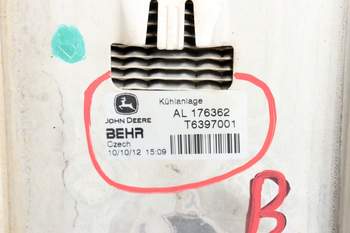 Kühlanlage
JOHN DEERE
AL 176362
T6397001
BEHR
Czech
10/10/12 15:09
B